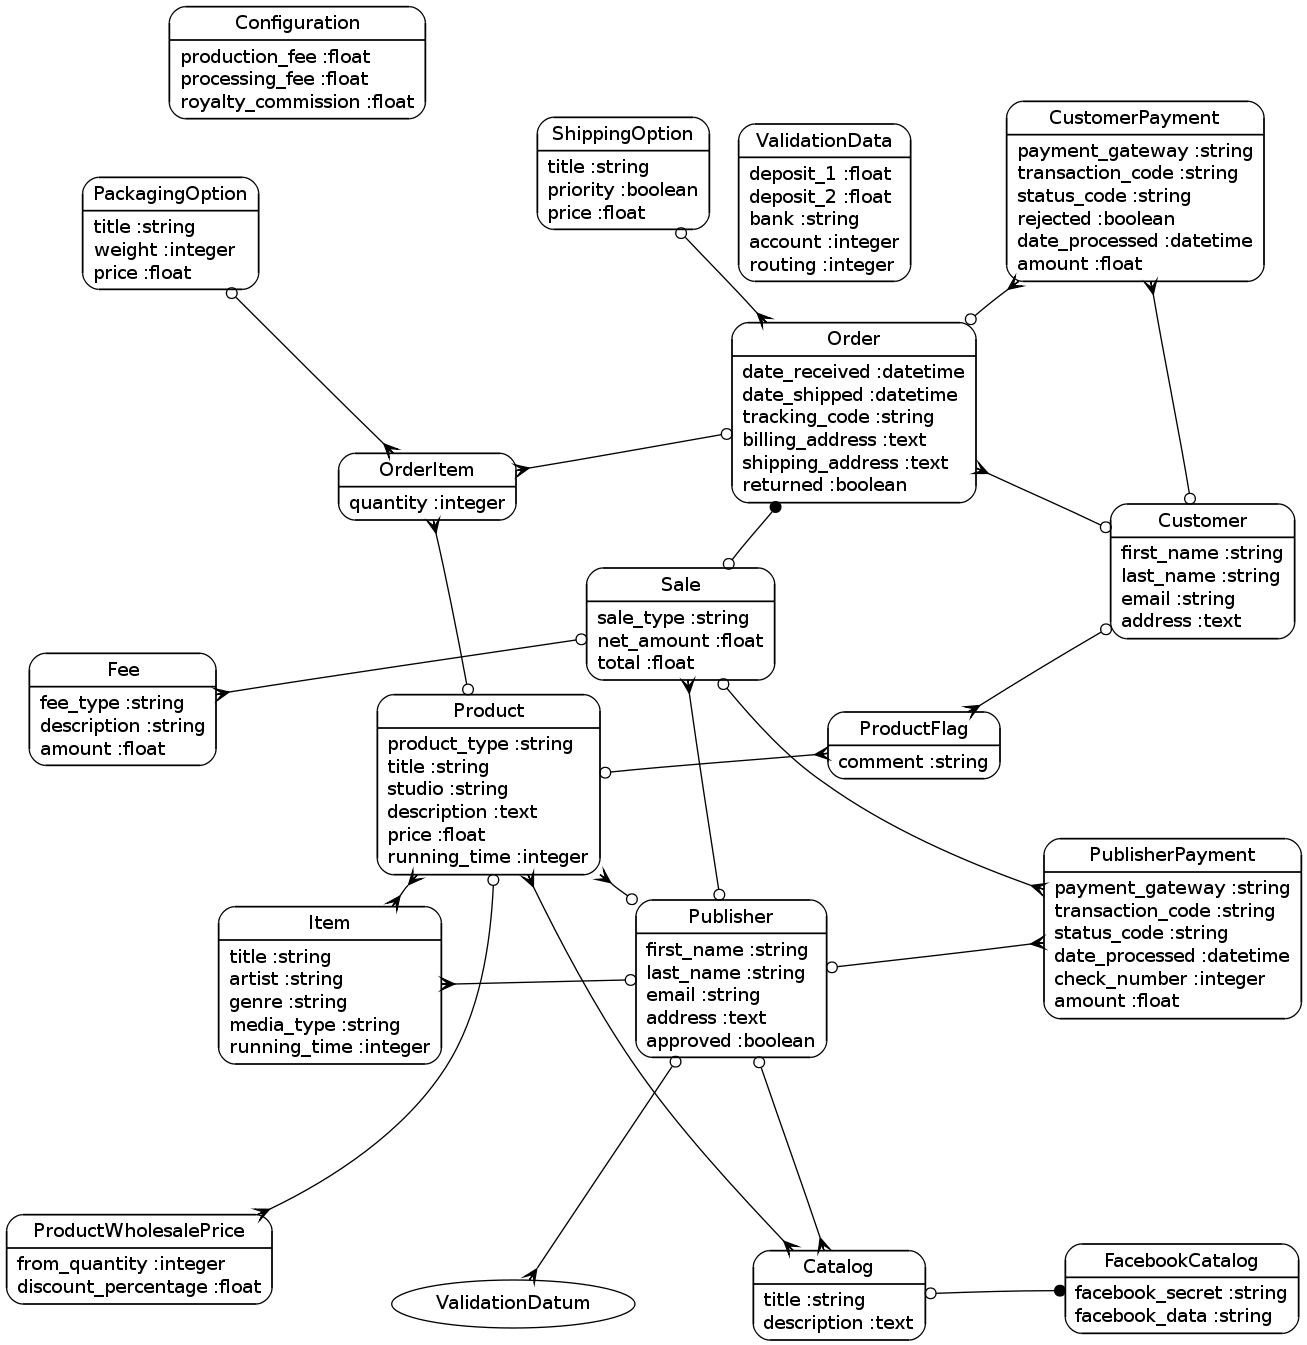 Configuration
production_fee :float
processing_fee :float
royalty_commission :float
ShippingOption
title :string
priority :boolean
price :float
ValidationData
deposit_1 :float
deposit_2 :float
bank :string
account :integer
routing :integer
CustomerPayment
payment_gateway :string
transaction_code :string
status_code :string
rejected :boolean
date_processed :datetime
amount :float
PackagingOption
title :string
weight :integer
price :float
Order
date_received :datetime
date_shipped :datetime
tracking_code :string
billing_address :text
shipping_address :text
returned :boolean
OrderItem
quantity :integer
Customer
first_name :string
last_name :string
email :string
address :text
Sale
sale_type :string
net_amount :float
total :float
Fee
fee_type :string
description :string
amount :float
Product
product_type :string
title :string
studio :string
description :text
price :float
running_time :integer
ProductFlag
comment :string
PublisherPayment
payment_gateway :string
transaction_code :string
status_code :string
date_processed :datetime
check_number :integer
amount :float
Item
title :string
artist :string
genre :string
media_type :string
running_time :integer
Publisher
first_name :string
last_name :string
email :string
address :text
approved :boolean
ProductWholesalePrice
from_quantity :integer
discount_percentage :float
ValidationDatum
Catalog
title :string
description :text
FacebookCatalog
facebook_secret :string
facebook_data :string